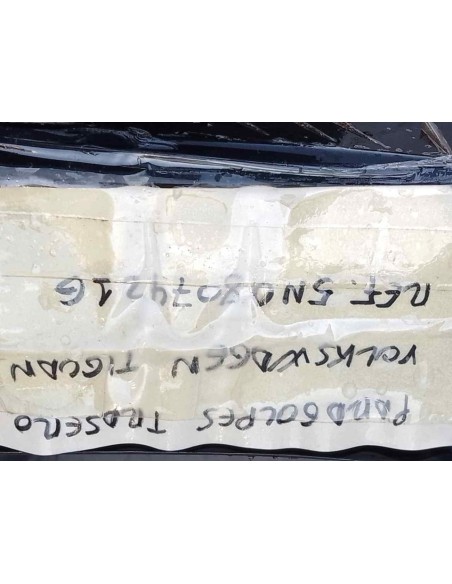 PARAGOLPES TRASERO
VOLKSWAGEN TIGUAN
REF. 5N0807421G